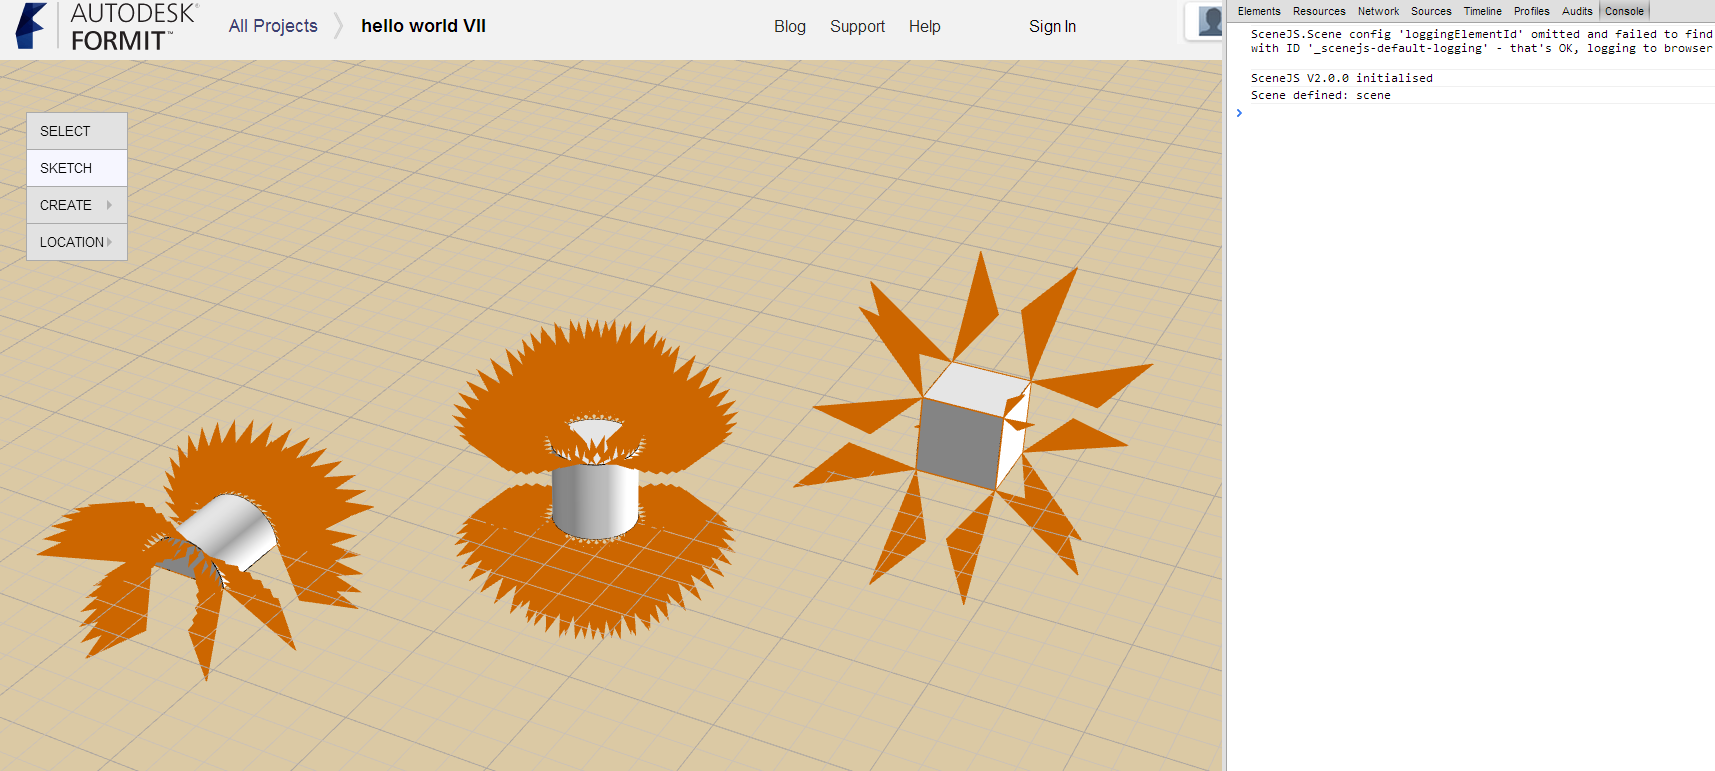 AUTODESK®
FORMIT™
All Projects
hello world VII
Blog
Support
Help
Sign In
SELECT
SKETCH
CREATE
LOCATION
Elements Resources Network Sources Timeline Profiles Audits Console
SceneJS.Scene config 'loggingElementId' omitted and failed to find
with ID '_scenejs-default-logging' - that's OK, logging to browser
SceneJS V2.0.0 initialised
Scene defined: scene